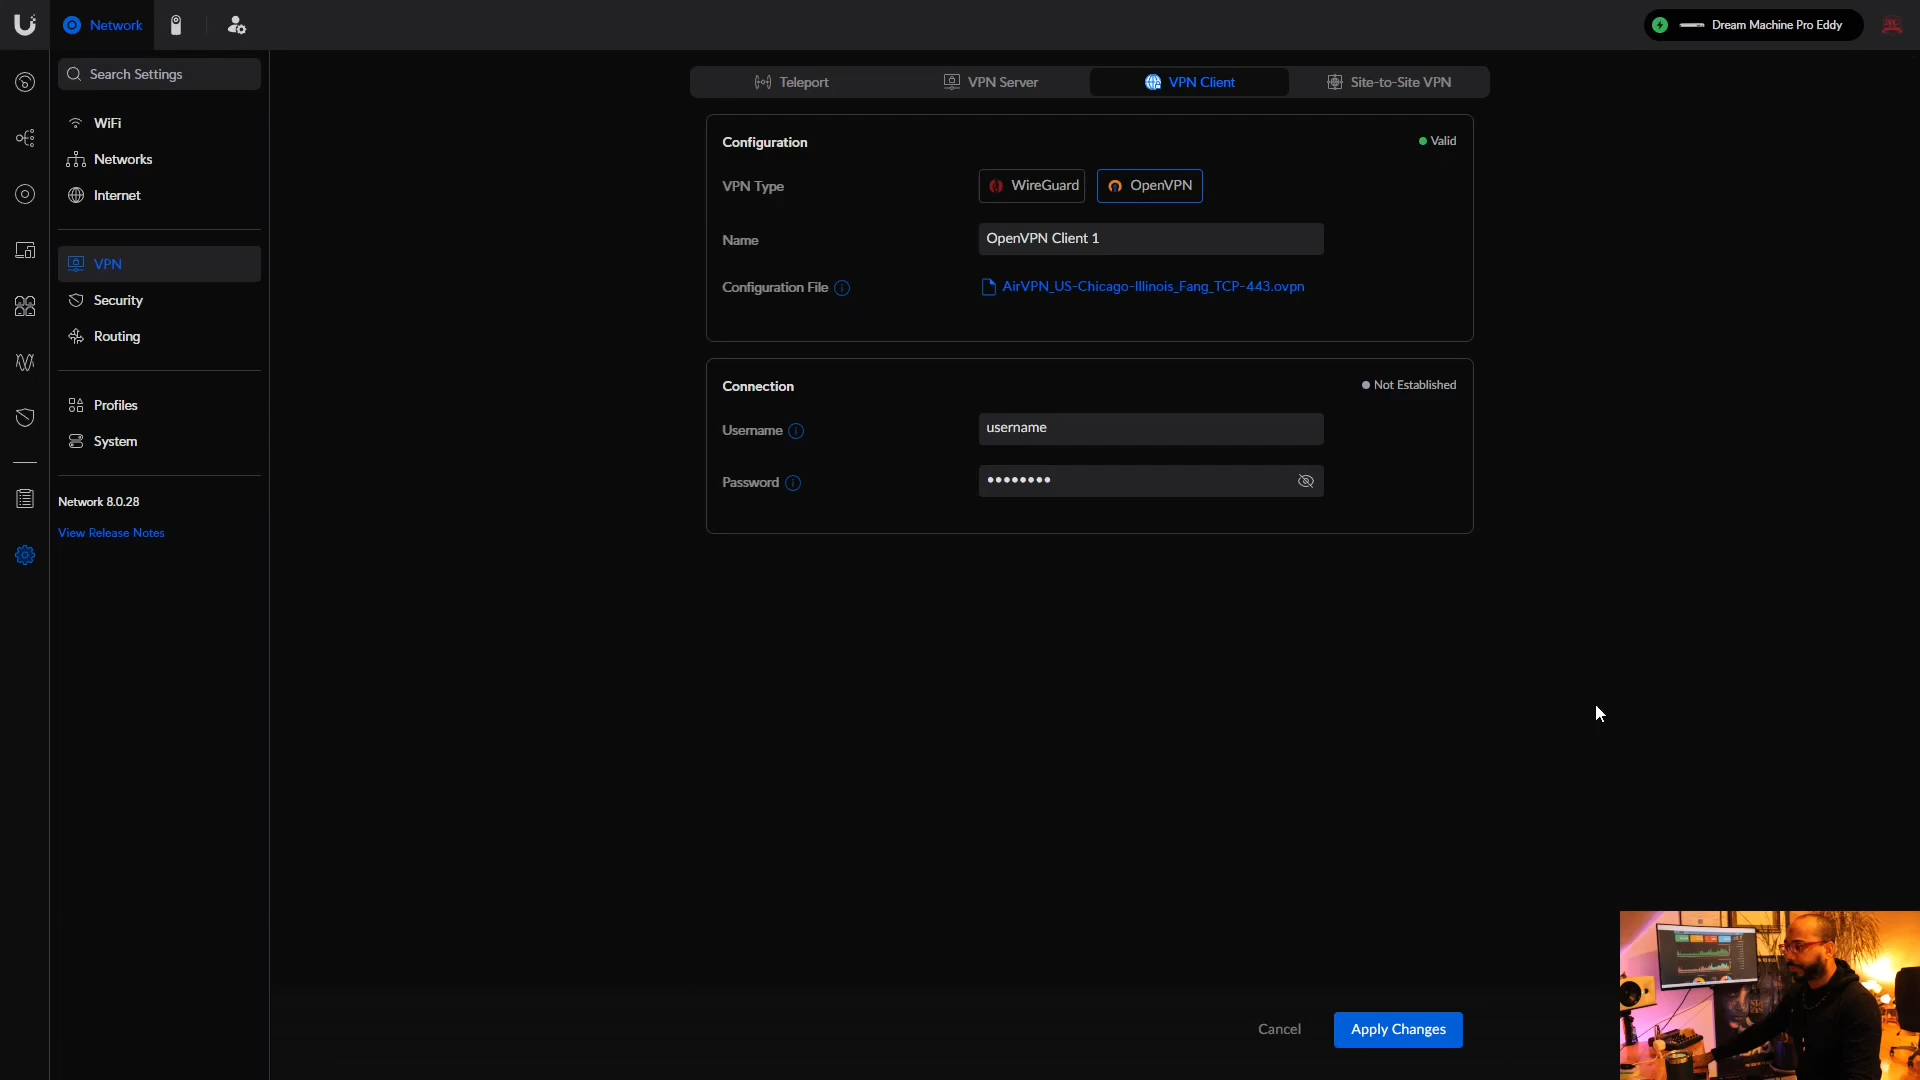 Network
Dream Machine Pro Eddy
Search Settings
WiFi
Networks
Internet
VPN
Security
Routing
Profiles
System
Network 8.0.28
View Release Notes
Teleport
VPN Server
VPN Client
Site-to-Site VPN
Configuration
Valid
VPN Type
WireGuard
OpenVPN
Name
OpenVPN Client 1
Configuration File
AirVPN_US-Chicago-Illinois_Fang_TCP-443.ovpn
Connection
Not Established
Username
username
Password
••••••••
Cancel
Apply Changes